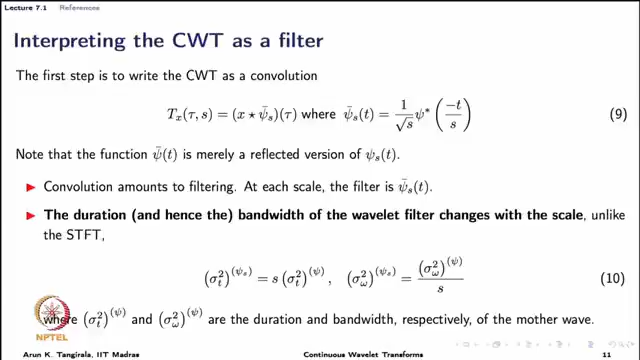 Lecture 7.1 References
Interpreting the CWT as a filter
The first step is to write the CWT as a convolution
T_x(τ, s) = (x ⋆ ψ̄_s)(τ) where ψ̄_s(t) = 1/√s ψ*(−t/s) (9)
Note that the function ψ̄(t) is merely a reflected version of ψ_s(t).
▶ Convolution amounts to filtering. At each scale, the filter is ψ̄_s(t).
▶ The duration (and hence the) bandwidth of the wavelet filter changes with the scale, unlike
the STFT,
(σ_t^2)^(ψ_s) = s (σ_t^2)^(ψ), (σ_ω^2)^(ψ_s) = (σ_ω^2)^(ψ)/s (10)
where (σ_t^2)^(ψ) and (σ_ω^2)^(ψ) are the duration and bandwidth, respectively, of the mother wave.
NPTEL
Arun K. Tangirala, IIT Madras Continuous Wavelet Transforms 11